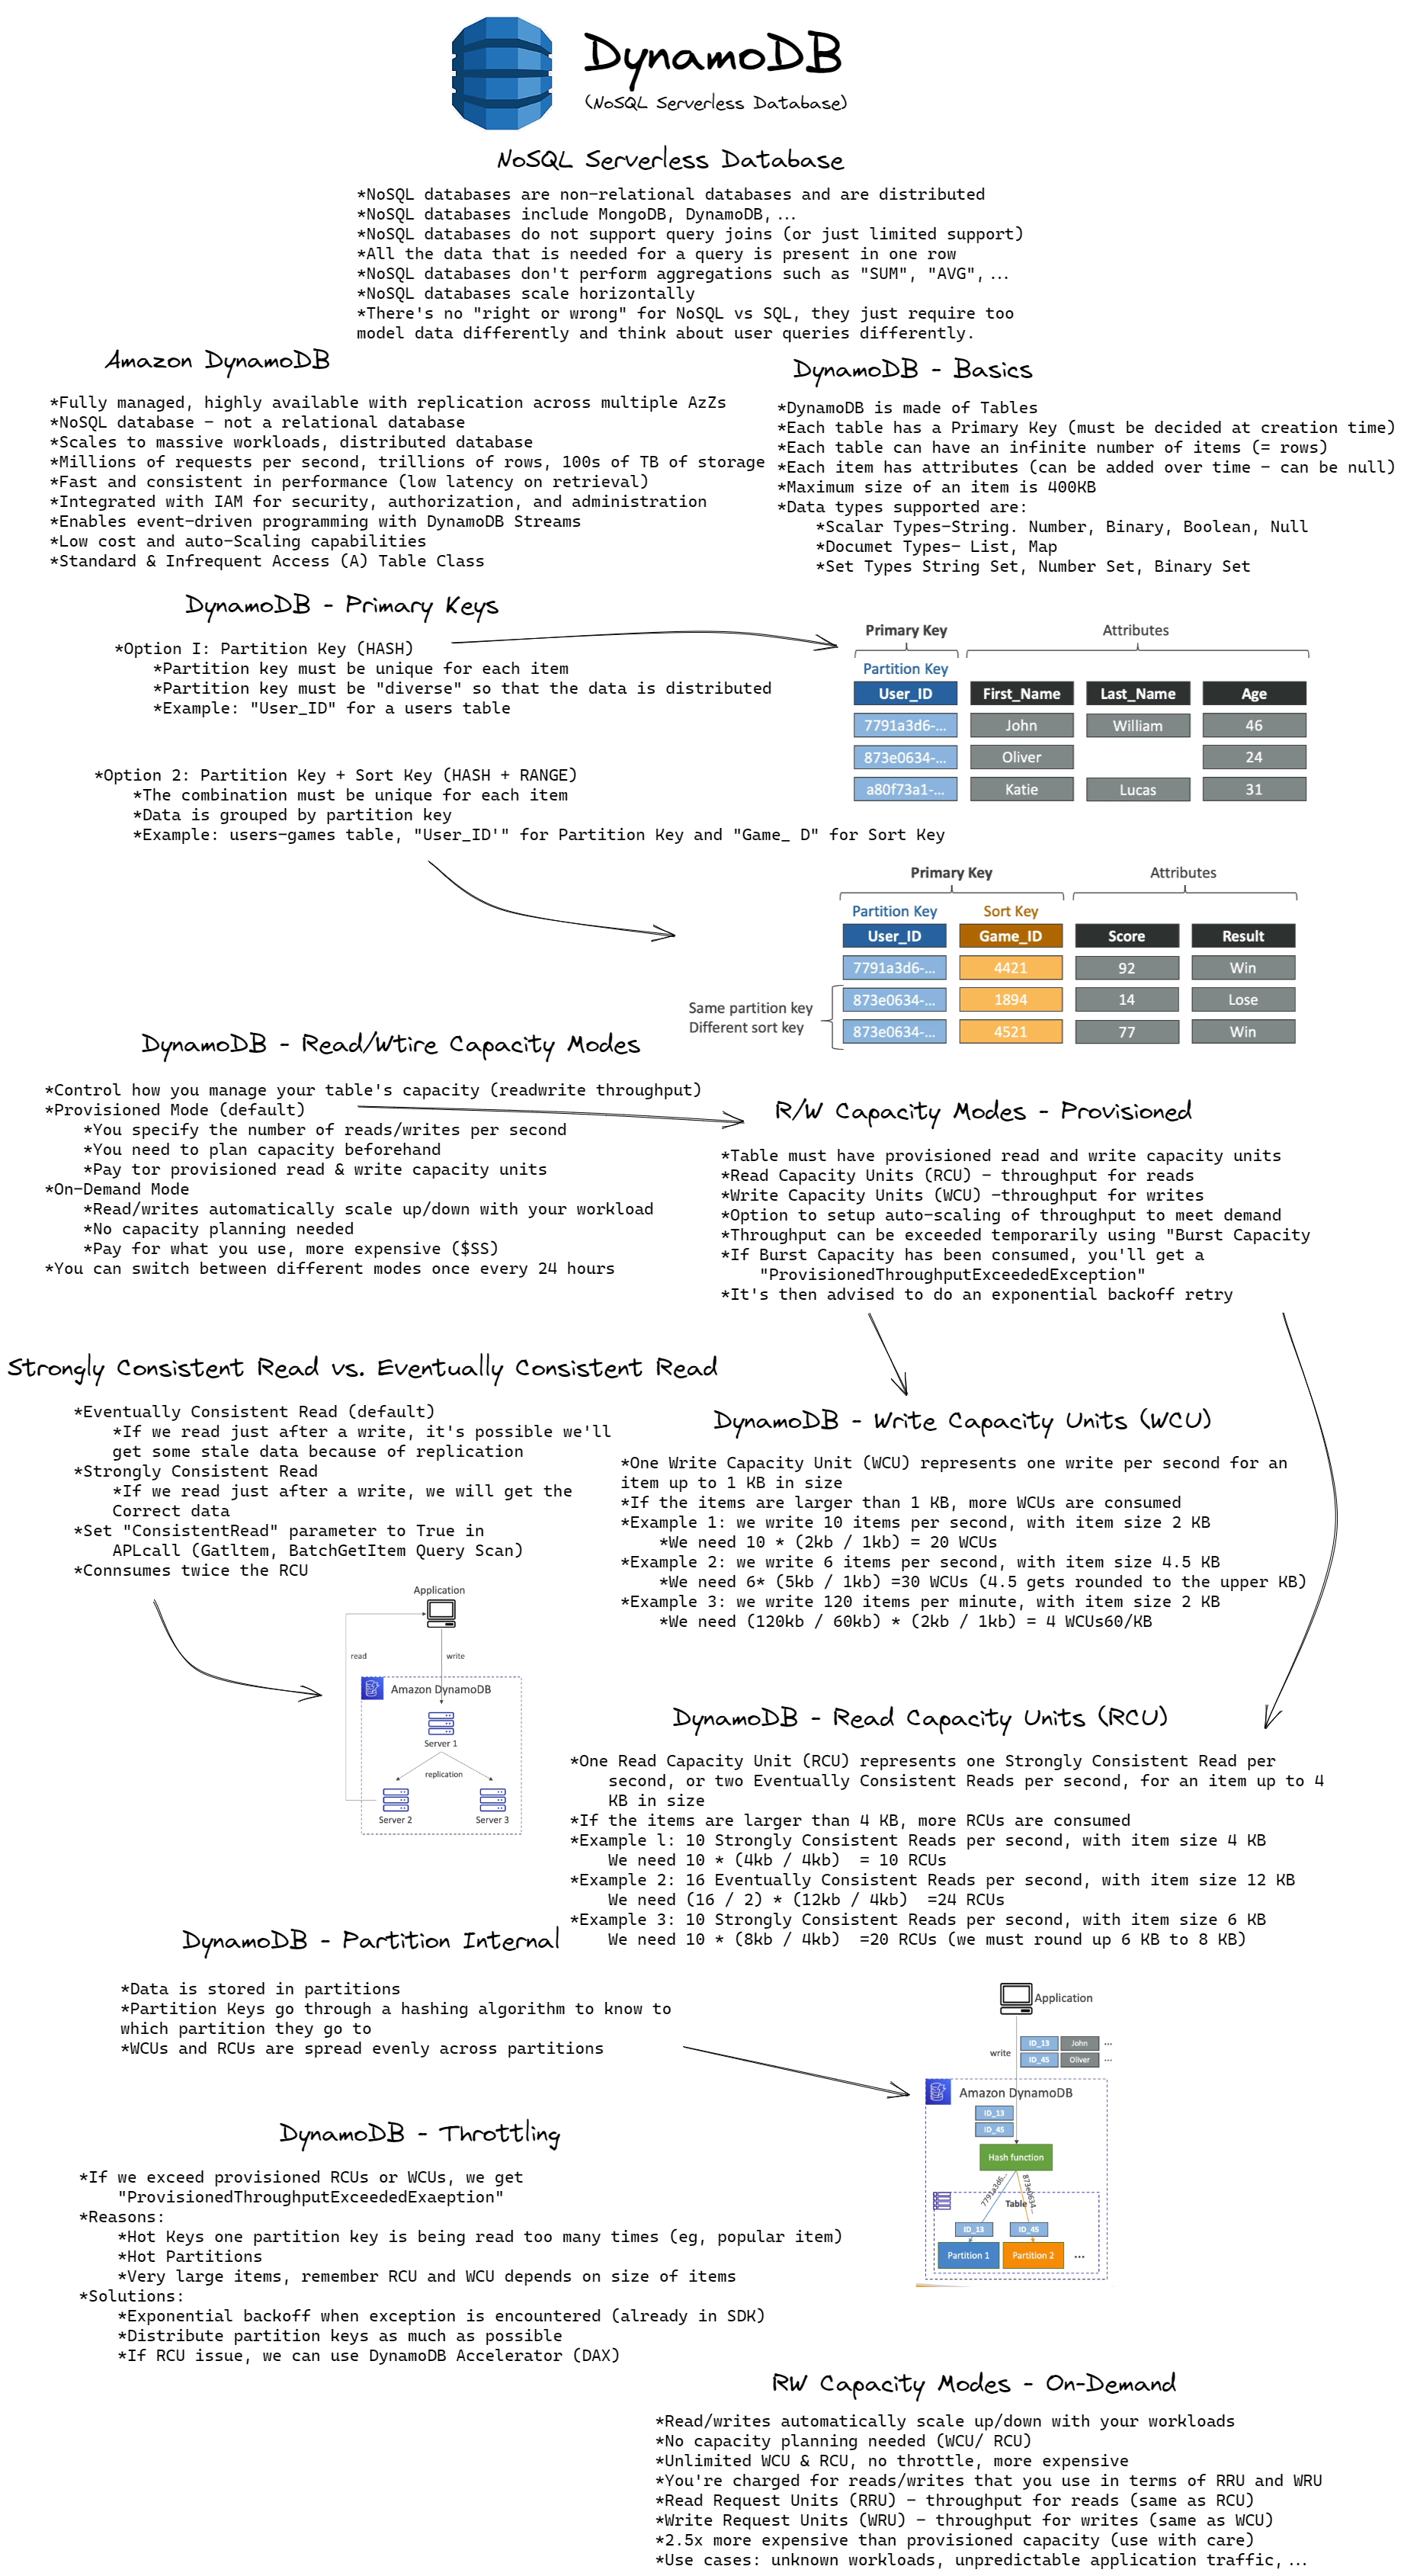 DynamoDB
(NoSQL Serverless Database)
NoSQL Serverless Database
*NoSQL databases are non-relational databases and are distributed
*NoSQL databases include MongoDB, DynamoDB,...
*NoSQL databases do not support query joins (or just limited support)
*All the data that is needed for a query is present in one row
*NoSQL databases don't perform aggregations such as "SUM", "AVG",...
*NoSQL databases scale horizontally
*There's no "right or wrong" for NoSQL vs SQL, they just require too
model data differently and think about user queries differently.
Amazon DynamoDB
*Fully managed, highly available with replication across multiple AzZs
*NoSQL database - not a relational database
*Scales to massive workloads, distributed database
*Millions of requests per second, trillions of rows, 100s of TB of storage
*Fast and consistent in performance (low latency on retrieval)
*Integrated with IAM for security, authorization, and administration
*Enables event-driven programming with DynamoDB Streams
*Low cost and auto-Scaling capabilities
*Standard & Infrequent Access (A) Table Class
DynamoDB - Basics
*DynamoDB is made of Tables
*Each table has a Primary Key (must be decided at creation time)
*Each table can have an infinite number of items (= rows)
*Each item has attributes (can be added over time - can be null)
*Maximum size of an item is 400KB
*Data types supported are:
*Scalar Types-String. Number, Binary, Boolean, Null
*Documet Types- List, Map
*Set Types String Set, Number Set, Binary Set
DynamoDB - Primary Keys
*Option I: Partition Key (HASH)
*Partition key must be unique for each item
*Partition key must be "diverse" so that the data is distributed
*Example: "User_ID" for a users table
*Option 2: Partition Key + Sort Key (HASH + RANGE)
*The combination must be unique for each item
*Data is grouped by partition key
*Example: users-games table, "User_ID'" for Partition Key and "Game_ D" for Sort Key
Primary Key Attributes
Partition Key
User_ID First_Name Last_Name Age
7791a3d6-... John William 46
873e0634-... Oliver 24
a80f73a1-... Katie Lucas 31
Primary Key Attributes
Partition Key Sort Key
User_ID Game_ID Score Result
7791a3d6-... 4421 92 Win
873e0634-... 1894 14 Lose
873e0634-... 4521 77 Win
Same partition key
Different sort key
DynamoDB - Read/Wtire Capacity Modes
*Control how you manage your table's capacity (readwrite throughput)
*Provisioned Mode (default)
*You specify the number of reads/writes per second
*You need to plan capacity beforehand
*Pay tor provisioned read & write capacity units
*On-Demand Mode
*Read/writes automatically scale up/down with your workload
*No capacity planning needed
*Pay for what you use, more expensive ($SS)
*You can switch between different modes once every 24 hours
R/W Capacity Modes - Provisioned
*Table must have provisioned read and write capacity units
*Read Capacity Units (RCU) - throughput for reads
*Write Capacity Units (WCU) -throughput for writes
*Option to setup auto-scaling of throughput to meet demand
*Throughput can be exceeded temporarily using "Burst Capacity
*If Burst Capacity has been consumed, you'll get a
"ProvisionedThroughputExceededException"
*It's then advised to do an exponential backoff retry
Strongly Consistent Read vs. Eventually Consistent Read
*Eventually Consistent Read (default)
*If we read just after a write, it's possible we'll
get some stale data because of replication
*Strongly Consistent Read
*If we read just after a write, we will get the
Correct data
*Set "ConsistentRead" parameter to True in
APLcall (Gatltem, BatchGetItem Query Scan)
*Connsumes twice the RCU
Application
read
write
Amazon DynamoDB
Server 1
replication
Server 2
Server 3
DynamoDB - Write Capacity Units (WCU)
*One Write Capacity Unit (WCU) represents one write per second for an
item up to 1 KB in size
*If the items are larger than 1 KB, more WCUs are consumed
*Example 1: we write 10 items per second, with item size 2 KB
*We need 10 * (2kb / 1kb) = 20 WCUs
*Example 2: we write 6 items per second, with item size 4.5 KB
*We need 6* (5kb / 1kb) =30 WCUs (4.5 gets rounded to the upper KB)
*Example 3: we write 120 items per minute, with item size 2 KB
*We need (120kb / 60kb) * (2kb / 1kb) = 4 WCUs60/KB
DynamoDB - Read Capacity Units (RCU)
*One Read Capacity Unit (RCU) represents one Strongly Consistent Read per
second, or two Eventually Consistent Reads per second, for an item up to 4
KB in size
*If the items are larger than 4 KB, more RCUs are consumed
*Example l: 10 Strongly Consistent Reads per second, with item size 4 KB
We need 10 * (4kb / 4kb) = 10 RCUs
*Example 2: 16 Eventually Consistent Reads per second, with item size 12 KB
We need (16 / 2) * (12kb / 4kb) =24 RCUs
*Example 3: 10 Strongly Consistent Reads per second, with item size 6 KB
We need 10 * (8kb / 4kb) =20 RCUs (we must round up 6 KB to 8 KB)
DynamoDB - Partition Internal
*Data is stored in partitions
*Partition Keys go through a hashing algorithm to know to
which partition they go to
*WCUs and RCUs are spread evenly across partitions
Application
write
ID_13 John ...
ID_45 Oliver ...
Amazon DynamoDB
ID_13
ID_45
Hash function
7791a3d6...
873e0634...
Table
ID_13 ID_45
Partition 1 Partition 2 ...
DynamoDB - Throttling
*If we exceed provisioned RCUs or WCUs, we get
"ProvisionedThroughputExceededExaeption"
*Reasons:
*Hot Keys one partition key is being read too many times (eg, popular item)
*Hot Partitions
*Very large items, remember RCU and WCU depends on size of items
*Solutions:
*Exponential backoff when exception is encountered (already in SDK)
*Distribute partition keys as much as possible
*If RCU issue, we can use DynamoDB Accelerator (DAX)
RW Capacity Modes - On-Demand
*Read/writes automatically scale up/down with your workloads
*No capacity planning needed (WCU/ RCU)
*Unlimited WCU & RCU, no throttle, more expensive
*You're charged for reads/writes that you use in terms of RRU and WRU
*Read Request Units (RRU) - throughput for reads (same as RCU)
*Write Request Units (WRU) - throughput for writes (same as WCU)
*2.5x more expensive than provisioned capacity (use with care)
*Use cases: unknown workloads, unpredictable application traffic,...